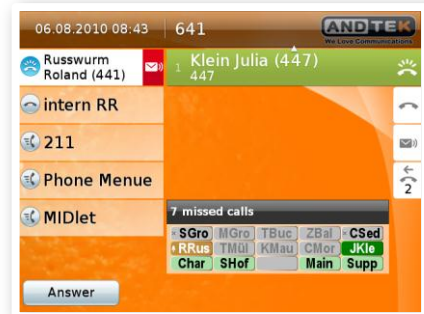 06.08.2010 08:43
641
ANDTEK
We Love Communications
Russwurm
Roland (441)
1 Klein Julia (447)
447
intern RR
211
Phone Menue
MIDlet
2
7 missed calls
SGro MGro TBuc ZBal CSed
RRus TMül KMau CMor JKle
Char SHof Main Supp
Answer